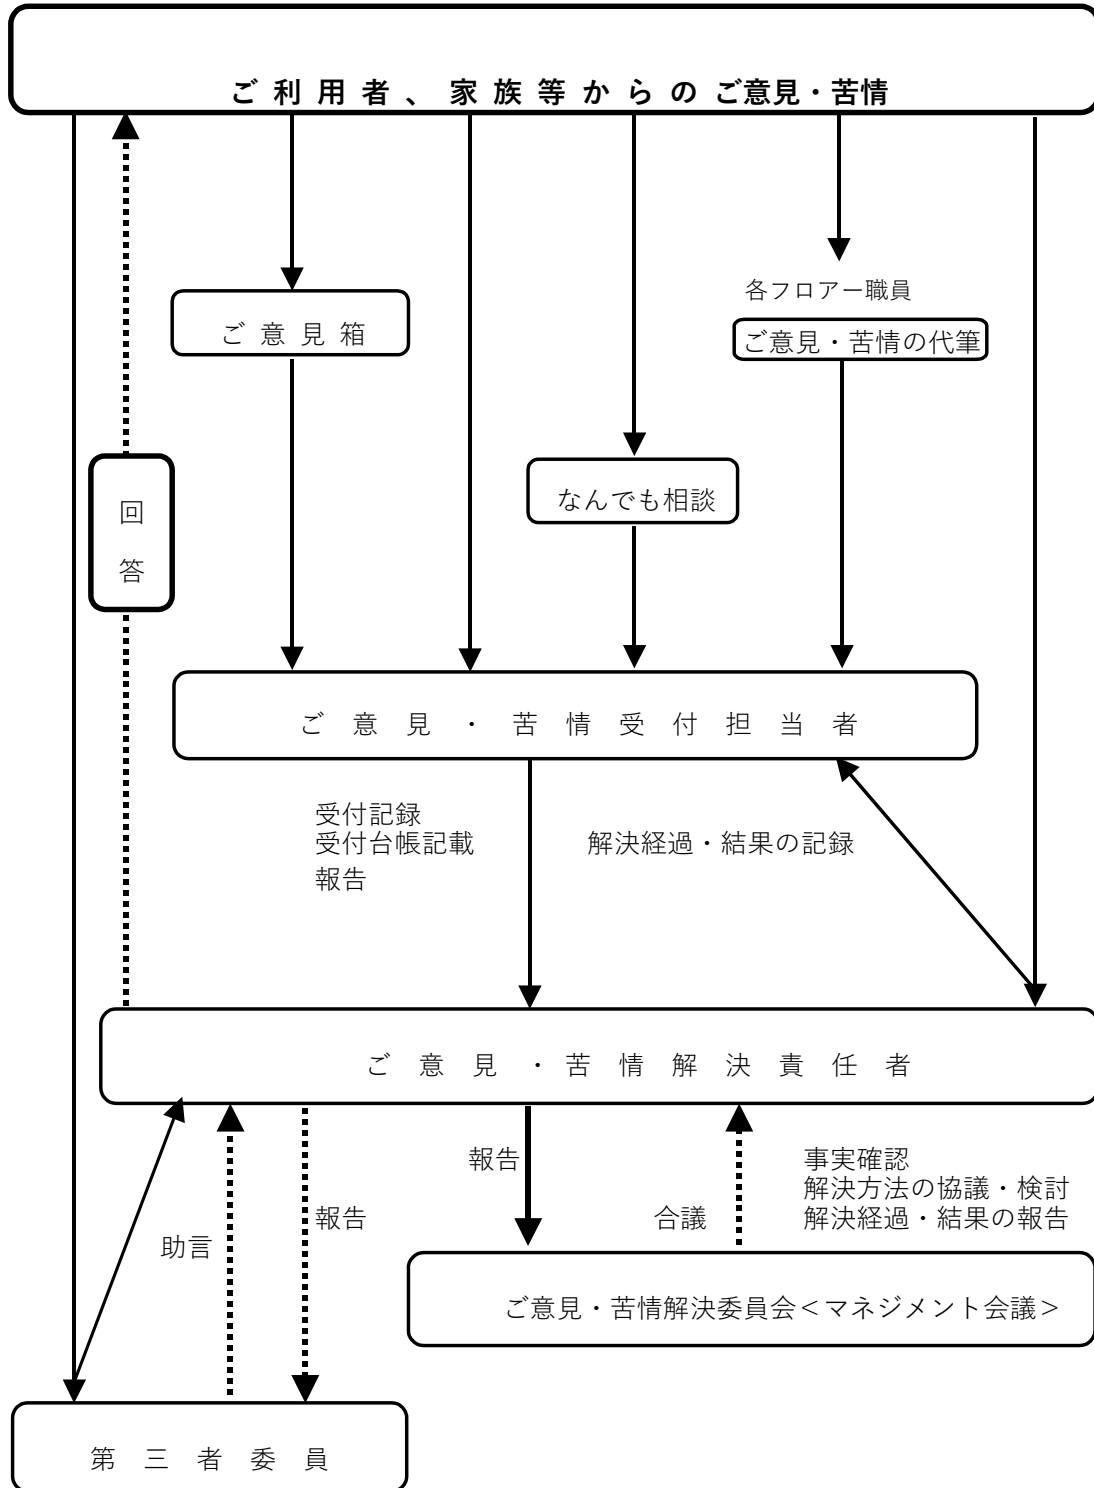 ご利用者、家族等からのご意見・苦情
各フロアー職員
ご意見箱
ご意見・苦情の代筆
なんでも相談
回
答
ご意見・苦情受付担当者
受付記録
受付台帳記載
報告
解決経過・結果の記録
ご意見・苦情解決責任者
報告
事実確認
解決方法の協議・検討
解決経過・結果の報告
報告
合議
助言
ご意見・苦情解決委員会＜マネジメント会議＞
第三者委員